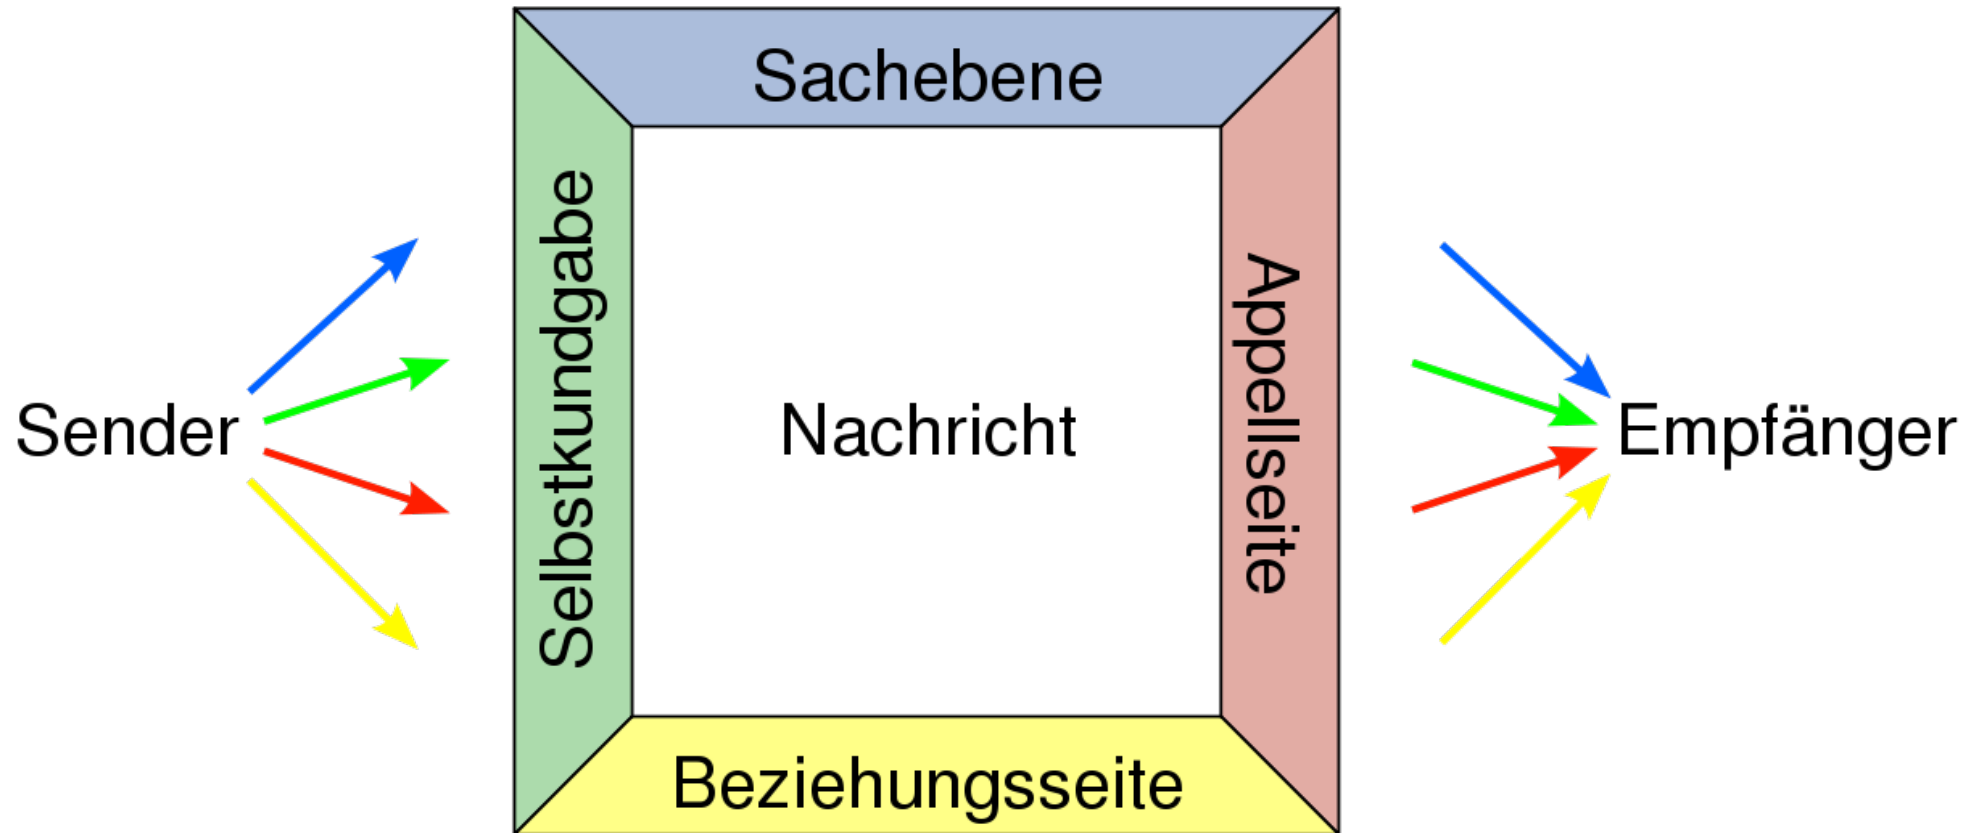 Sachebene
Sender
Selbstkundgabe
Nachricht
Appellseite
Empfänger
Beziehungsseite